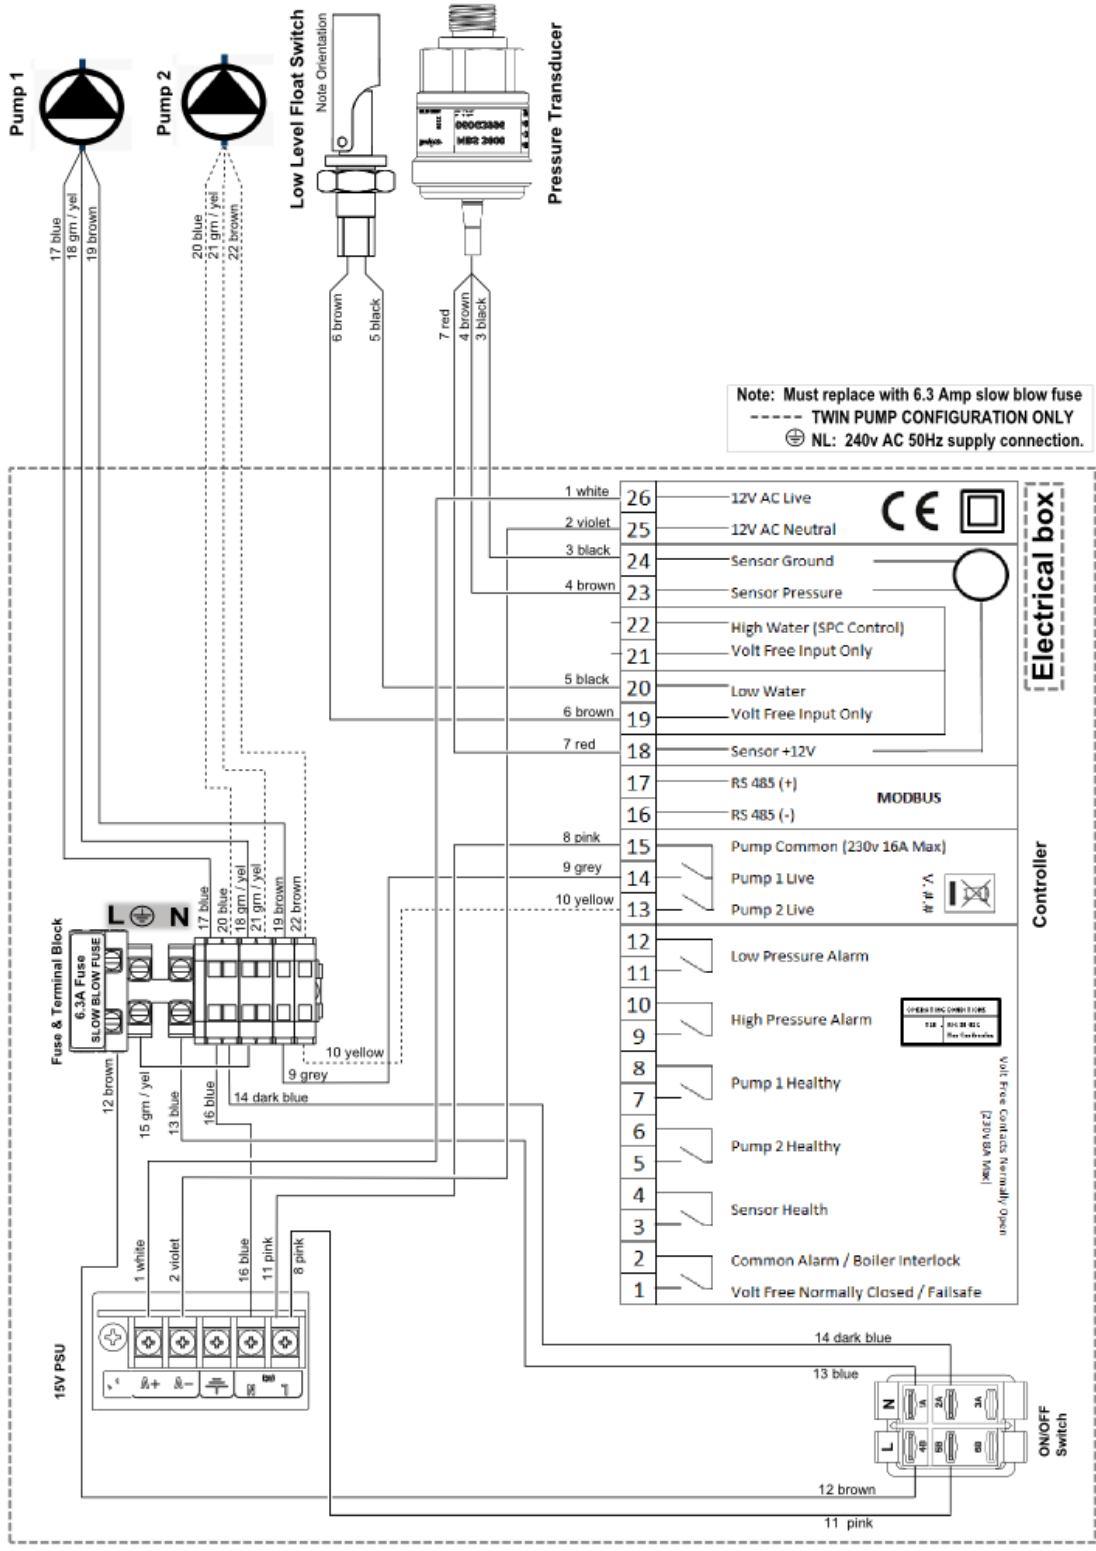 Pump 1
Pump 2
Low Level Float Switch
Note Orientation
Pressure Transducer
MBS 3000
17 blue
18 grn / yel
19 brown
20 blue
21 grn / yel
22 brown
6 brown
5 black
7 red
4 brown
3 black
Note: Must replace with 6.3 Amp slow blow fuse
TWIN PUMP CONFIGURATION ONLY
NL: 240v AC 50Hz supply connection.
Electrical box
1 white 26 12V AC Live
2 violet 25 12V AC Neutral
3 black 24 Sensor Ground
4 brown 23 Sensor Pressure
22 High Water (SPC Control)
21 Volt Free Input Only
5 black 20 Low Water
6 brown 19 Volt Free Input Only
7 red 18 Sensor +12V
17 RS 485 (+)
MODBUS
16 RS 485 (-)
8 pink 15 Pump Common (230v 16A Max)
9 grey 14 Pump 1 Live
10 yellow 13 Pump 2 Live
V.#.#
CE
Controller
12
Low Pressure Alarm
11
10
High Pressure Alarm
9
OPERATING CONDITIONS
8
Pump 1 Healthy
7
6
Pump 2 Healthy
5
4
Sensor Health
3
2 Common Alarm / Boiler Interlock
1 Volt Free Normally Closed / Failsafe
Volt Free Contacts Normally Open
(230v 8A Max)
Fuse & Terminal Block
6.3A Fuse
SLOW BLOW FUSE
L N
17 blue
20 blue
18 grn / yel
21 grn / yel
19 brown
22 brown
10 yellow
9 grey
14 dark blue
12 brown
15 grn / yel
13 blue
16 blue
1 white
2 violet
16 blue
11 pink
8 pink
15V PSU
V+ V- N L
14 dark blue
13 blue
N 1A 2A 3A
L 4B 5B 6B
ON/OFF
Switch
12 brown
11 pink